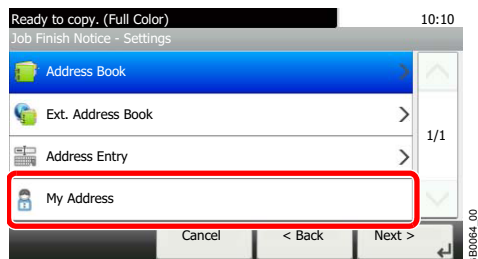 Ready to copy. (Full Color) 10:10
Job Finish Notice - Settings
Address Book
Ext. Address Book
1/1
Address Entry
My Address
Cancel < Back Next >